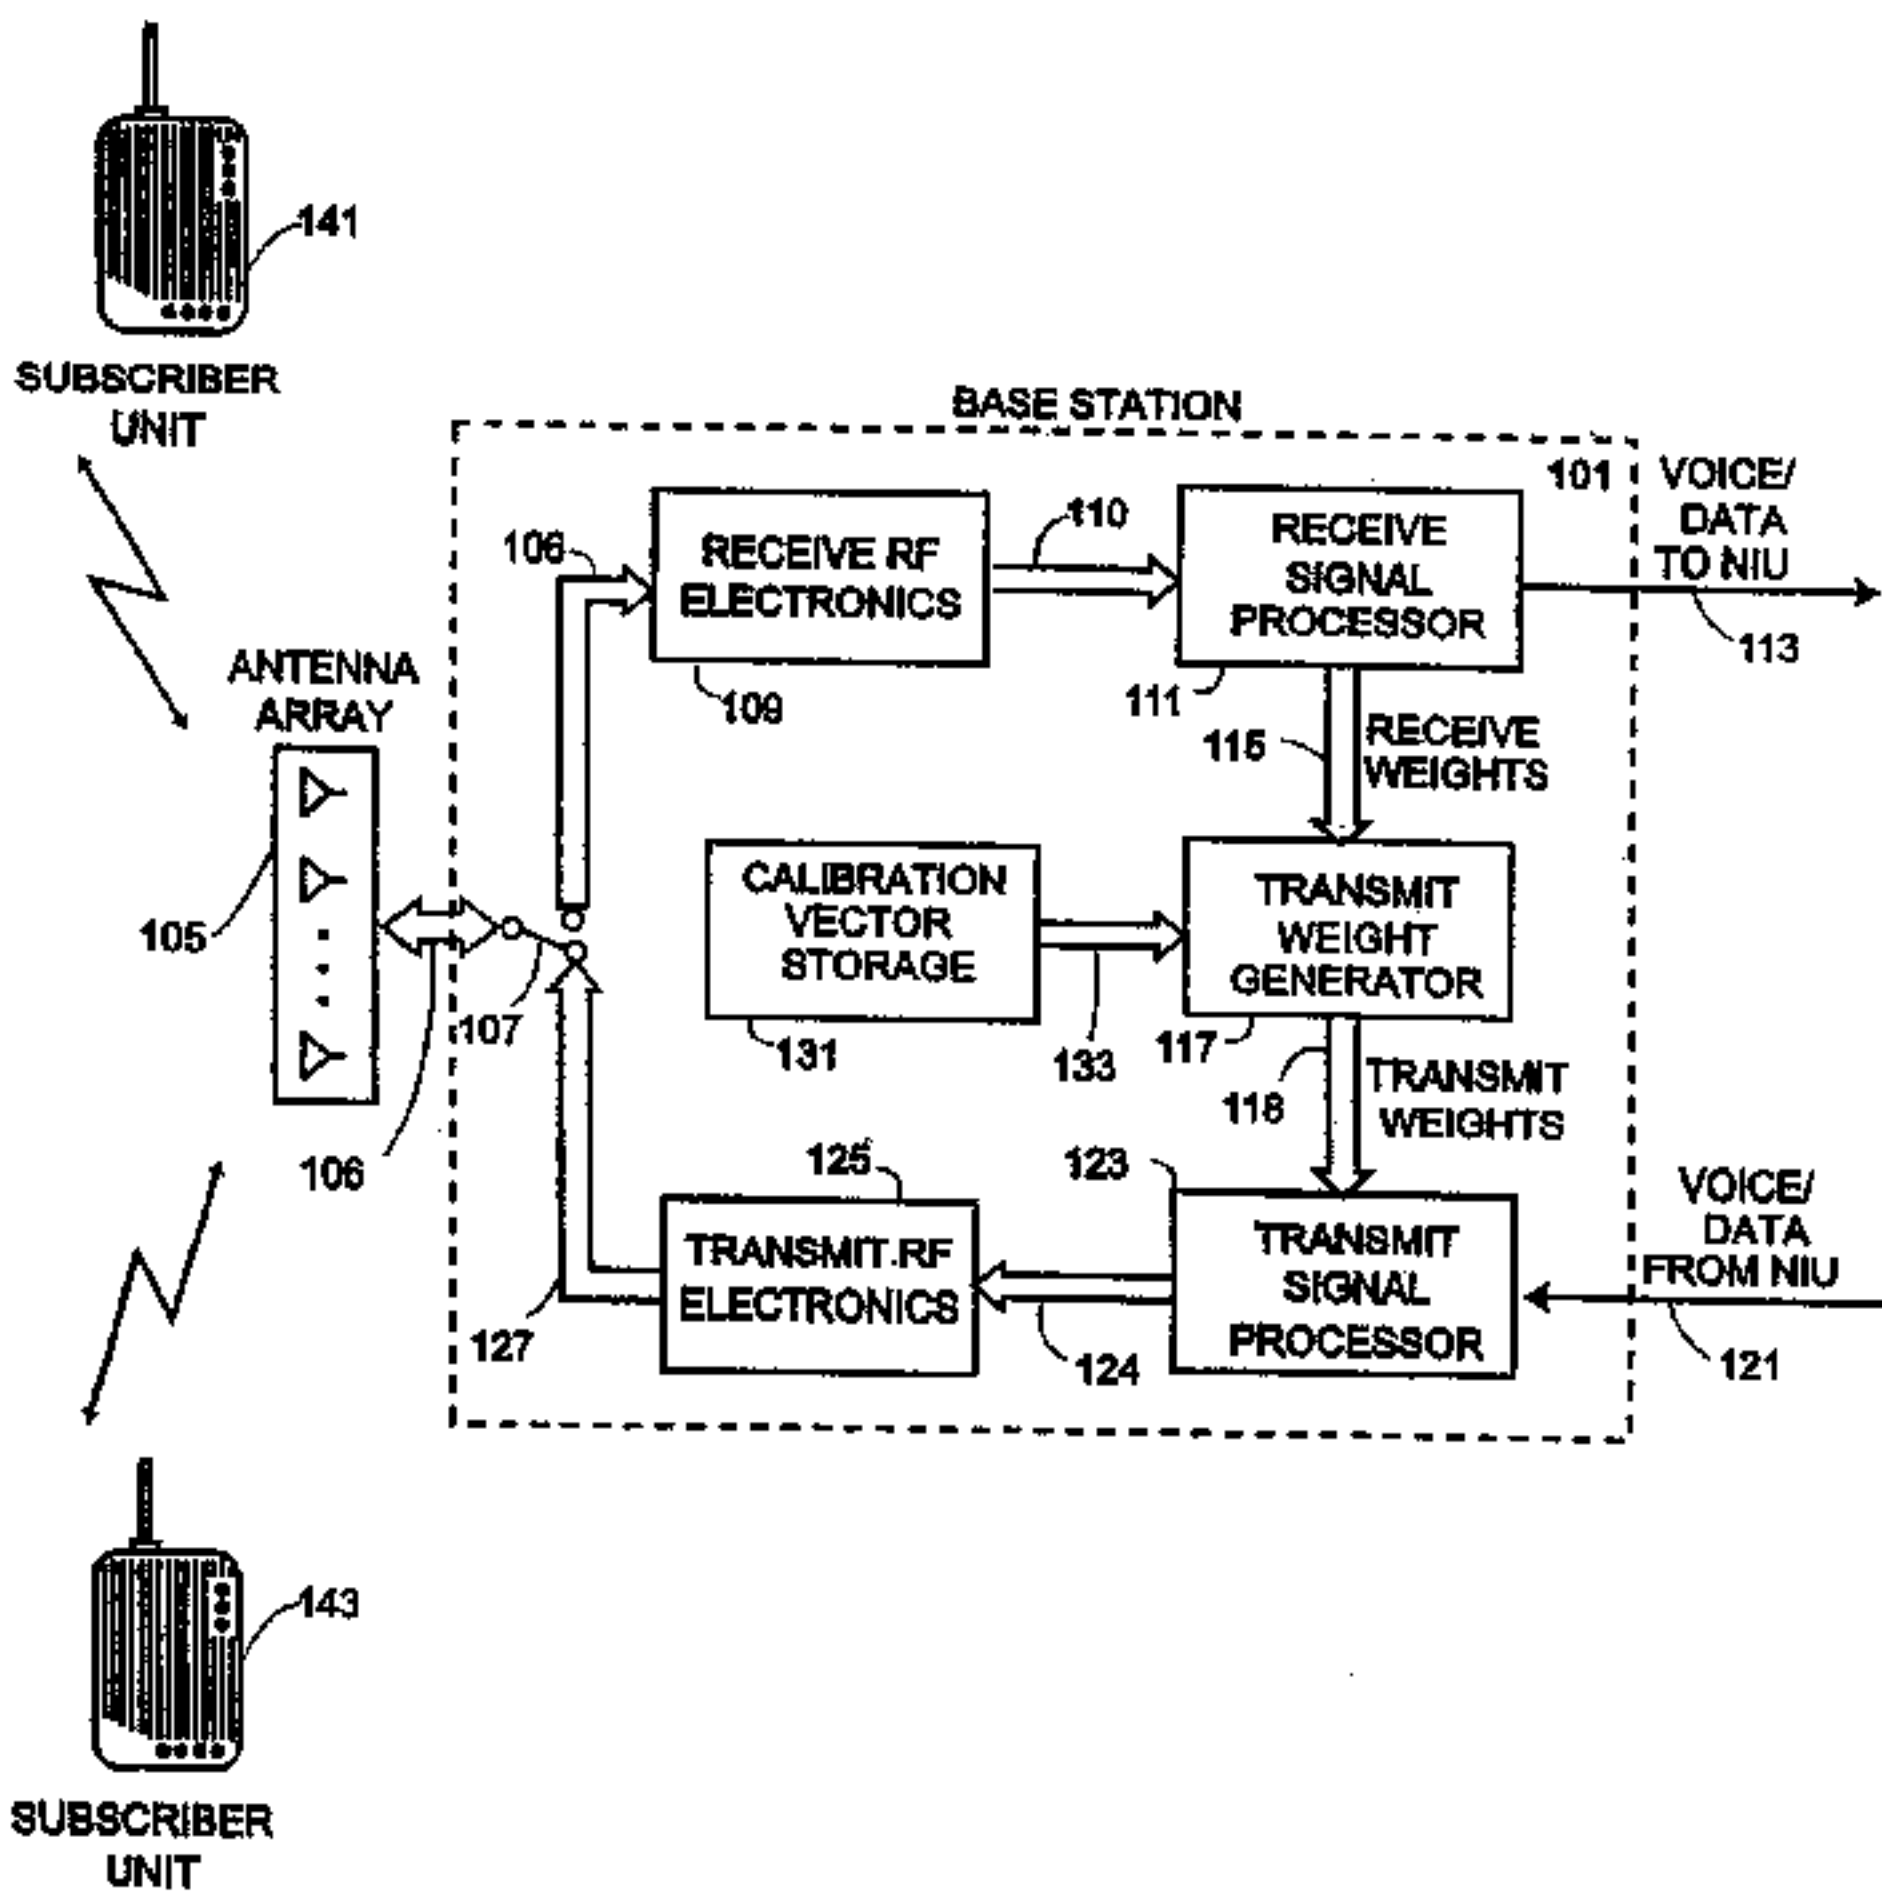 141
SUBSCRIBER
UNIT
BASE STATION
101
VOICE/
DATA
TO NIU
113
106
RECEIVE RF
ELECTRONICS
109
110
RECEIVE
SIGNAL
PROCESSOR
111
ANTENNA
ARRAY
105
106
107
115
RECEIVE
WEIGHTS
CALIBRATION
VECTOR
STORAGE
131
133
TRANSMIT
WEIGHT
GENERATOR
117
118
TRANSMIT
WEIGHTS
125
TRANSMIT RF
ELECTRONICS
127
124
123
TRANSMIT
SIGNAL
PROCESSOR
VOICE/
DATA
FROM NIU
121
143
SUBSCRIBER
UNIT